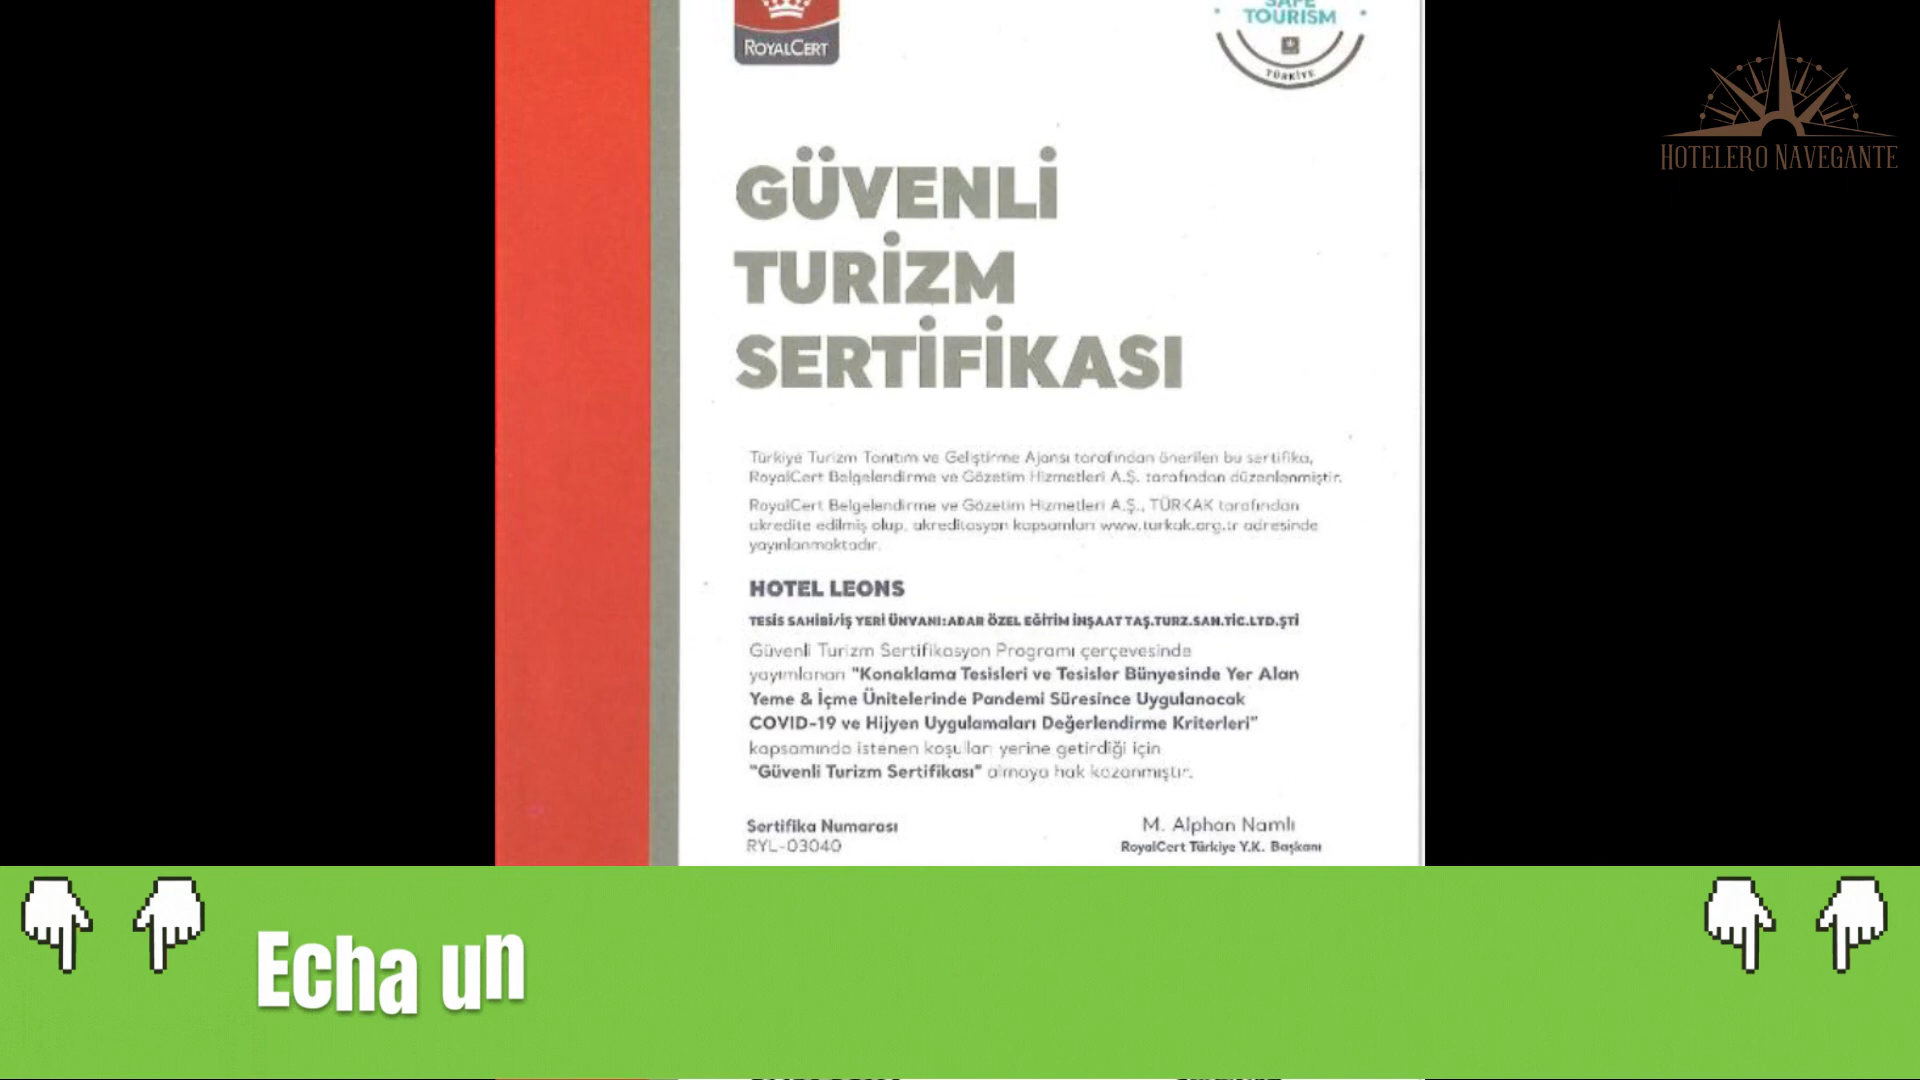 ROYALCERT
SAFE
TOURISM
TÜRKİYE
HOTELERO NAVEGANTE
GÜVENLİ
TURİZM
SERTİFİKASI
Türkiye Turizm Tanıtım ve Geliştirme Ajansı tarafından önerilen bu sertifika,
RoyalCert Belgelendirme ve Gözetim Hizmetleri A.Ş. tarafından düzenlenmiştir.
RoyalCert Belgelendirme ve Gözetim Hizmetleri A.Ş., TÜRKAK tarafından
akredite edilmiş olup, akreditasyon kapsamları www.turkak.org.tr adresinde
yayınlanmaktadır.
HOTEL LEONS
TESİS SAHİBİ/İŞ YERİ ÜNVANI:ADAR ÖZEL EĞİTİM İNŞAAT TAŞ.TURZ.SAN.TİC.LTD.ŞTİ
Güvenli Turizm Sertifikasyon Programı çerçevesinde
yayımlanan "Konaklama Tesisleri ve Tesisler Bünyesinde Yer Alan
Yeme & İçme Ünitelerinde Pandemi Süresince Uygulanacak
COVID-19 ve Hijyen Uygulamaları Değerlendirme Kriterleri"
kapsamında istenen koşulları yerine getirdiği için
"Güvenli Turizm Sertifikası" almaya hak kazanmıştır.
Sertifika Numarası
RYL-03040
M. Alphan Namlı
RoyalCert Türkiye Y.K. Başkanı
Echa un